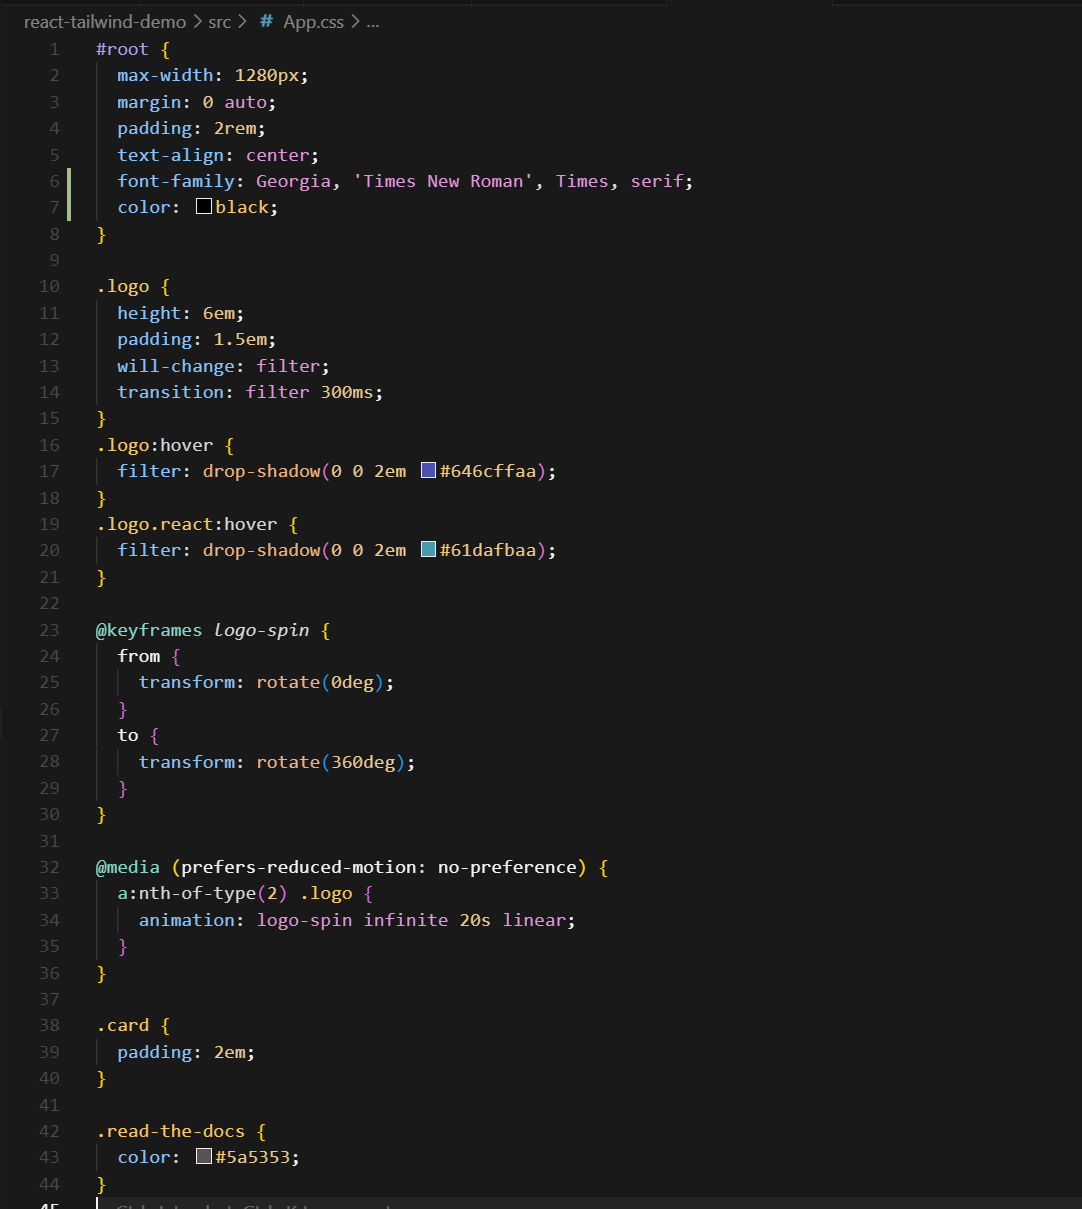 react-tailwind-demo > src > # App.css > ...
1 #root {
2 max-width: 1280px;
3 margin: 0 auto;
4 padding: 2rem;
5 text-align: center;
6 font-family: Georgia, 'Times New Roman', Times, serif;
7 color: black;
8 }
9
10 .logo {
11 height: 6em;
12 padding: 1.5em;
13 will-change: filter;
14 transition: filter 300ms;
15 }
16 .logo:hover {
17 filter: drop-shadow(0 0 2em #646cffaa);
18 }
19 .logo.react:hover {
20 filter: drop-shadow(0 0 2em #61dafbaa);
21 }
22
23 @keyframes logo-spin {
24 from {
25 transform: rotate(0deg);
26 }
27 to {
28 transform: rotate(360deg);
29 }
30 }
31
32 @media (prefers-reduced-motion: no-preference) {
33 a:nth-of-type(2) .logo {
34 animation: logo-spin infinite 20s linear;
35 }
36 }
37
38 .card {
39 padding: 2em;
40 }
41
42 .read-the-docs {
43 color: #5a5353;
44 }
45